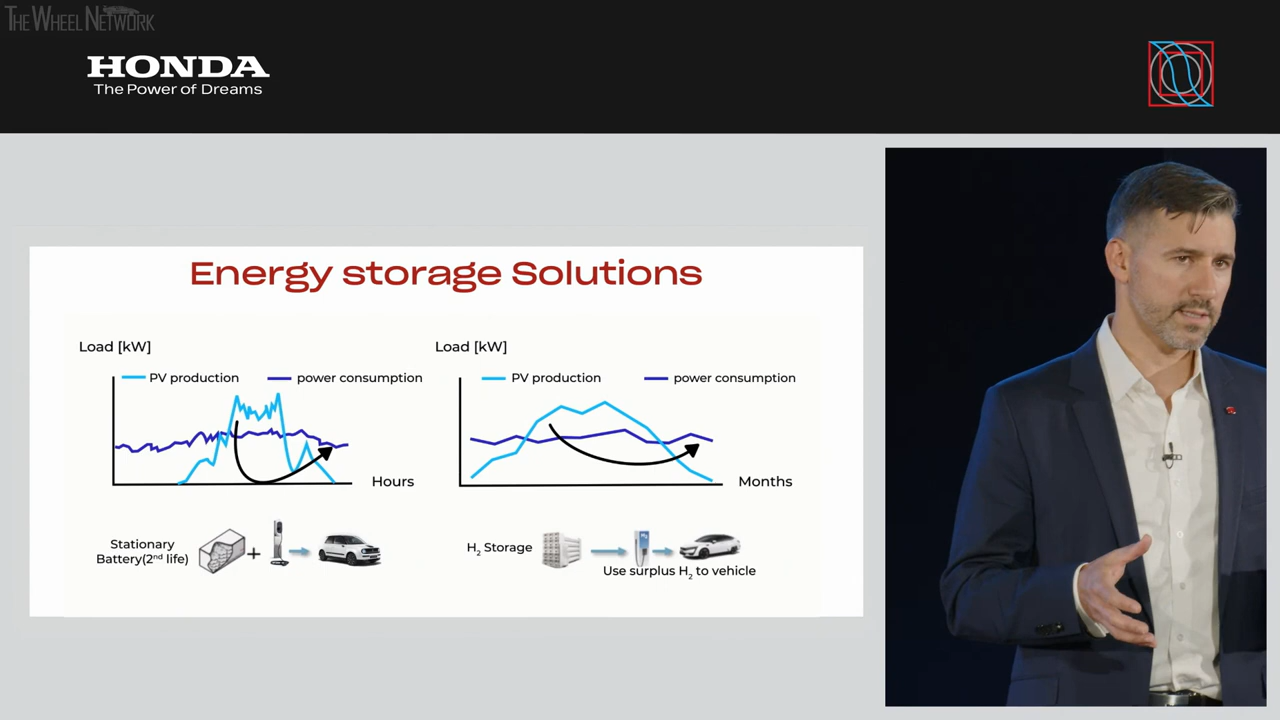 THE WHEEL NETWORK
HONDA
The Power of Dreams
Energy storage Solutions
Load [kW]
PV production
power consumption
Hours
Stationary
Battery(2nd life)
+
Load [kW]
PV production
power consumption
Months
H2 Storage
H2
Use surplus H2 to vehicle